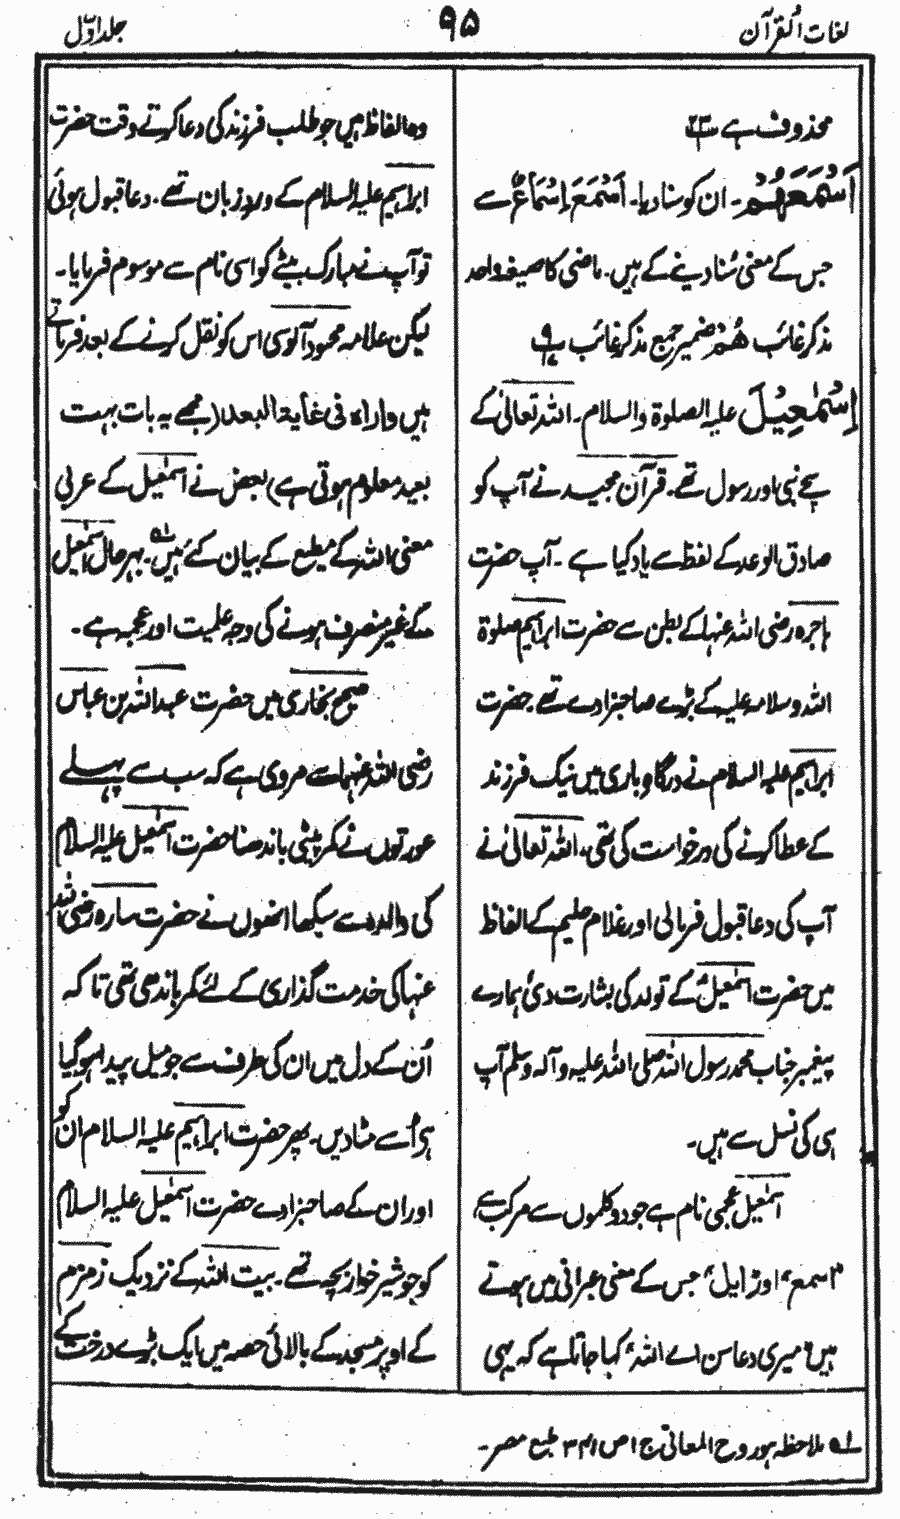 لغات القرآن
۹۵
جلد اوّل
محذوف ہے
اَسْمَعَهُمْ۔ ان کو سنا دیا۔ اَسْمَعَ اِسْمَاعٌ سے
جس کے معنی سُنا دینے کے ہیں۔ ماضی کا صیغہ واحد
مذکر غائب هُمْ ضمیر جمع مذکر غائب
اِسْمٰعِیْلَ علیہ الصلوۃ والسلام۔ اللہ تعالیٰ کے
سچے نبی اور رسول تھے۔ قرآن مجید نے آپ کو
صادق الوعد کے لفظ سے یاد کیا ہے ۔ آپ حضرت
ہاجرہ رضی اللہ عنہا کے بطن سے حضرت ابراہیم صلوۃ
اللہ وسلامہ علیہ کے بڑے صاحبزادے تھے۔ حضرت
ابراہیم علیہ السلام نے درگاہ باری میں نیک فرزند
کے عطا کرنے کی درخواست کی تھی۔ اللہ تعالیٰ نے
آپ کی دعا قبول فرمائی اور غلام حلیم کے الفاظ
میں حضرت اسمٰعیلؑ کے تولد کی بشارت دی، ہمارے
پیغمبر جناب محمد رسول اللہ صلی اللہ علیہ وآلہ وسلم آپ
ہی کی نسل سے ہیں۔
اسمٰعیل عجمی نام ہے جو دو کلموں سے مرکب ہے
"اسمع" اور "ایل" جس کے معنی عبرانی میں ہوتے
ہیں "میری دعا سن اے اللہ" کہا جاتا ہے کہ یہی
وہ الفاظ ہیں جو طلب فرزند کی دعا کرتے وقت حضرت
ابراہیم علیہ السلام کے ورد زبان تھے۔ دعا قبول ہوئی
تو آپ نے مبارک بیٹے کو اسی نام سے موسوم فرمایا۔
لیکن علامہ محمود آلوسی اس کو نقل کرنے کے بعد فرماتے
ہیں واراہ فی غایۃ البعد (مجھے یہ بات بہت
بعید معلوم ہوتی ہے) بعض نے اسمٰعیل کے عربی
معنی اللہ کے مطیع کے بیان کئے ہیں۔ بہر حال اسمٰعیل
کے غیر منصرف ہونے کی وجہ علمیت اور عجمہ ہے۔
صحیح بخاری میں حضرت عبداللہ بن عباس
رضی اللہ عنہما سے مروی ہے کہ سب سے پہلے
عورتوں نے کمر پٹی باندھنا حضرت اسمٰعیل علیہ السلام
کی والدہ سے سیکھا انھوں نے حضرت سارہ رضی اللہ
عنہا کی خدمت گذاری کے لئے کمر باندھی تھی تاکہ
اُن کے دل میں ان کی طرف سے جو میل پیدا ہو گیا
ہو اُسے مٹا دیں۔ پھر حضرت ابراہیم علیہ السلام ان کو
اور ان کے صاحبزادے حضرت اسمٰعیل علیہ السلام
کو جو شیر خوار بچہ تھے۔ بیت اللہ کے نزدیک زمزم
کے اوپر مسجد کے بالائی حصہ میں ایک بڑے درخت کے
ملاحظہ ہو روح المعانی ج ۱ ص ۳۴۱ طبع مصر۔